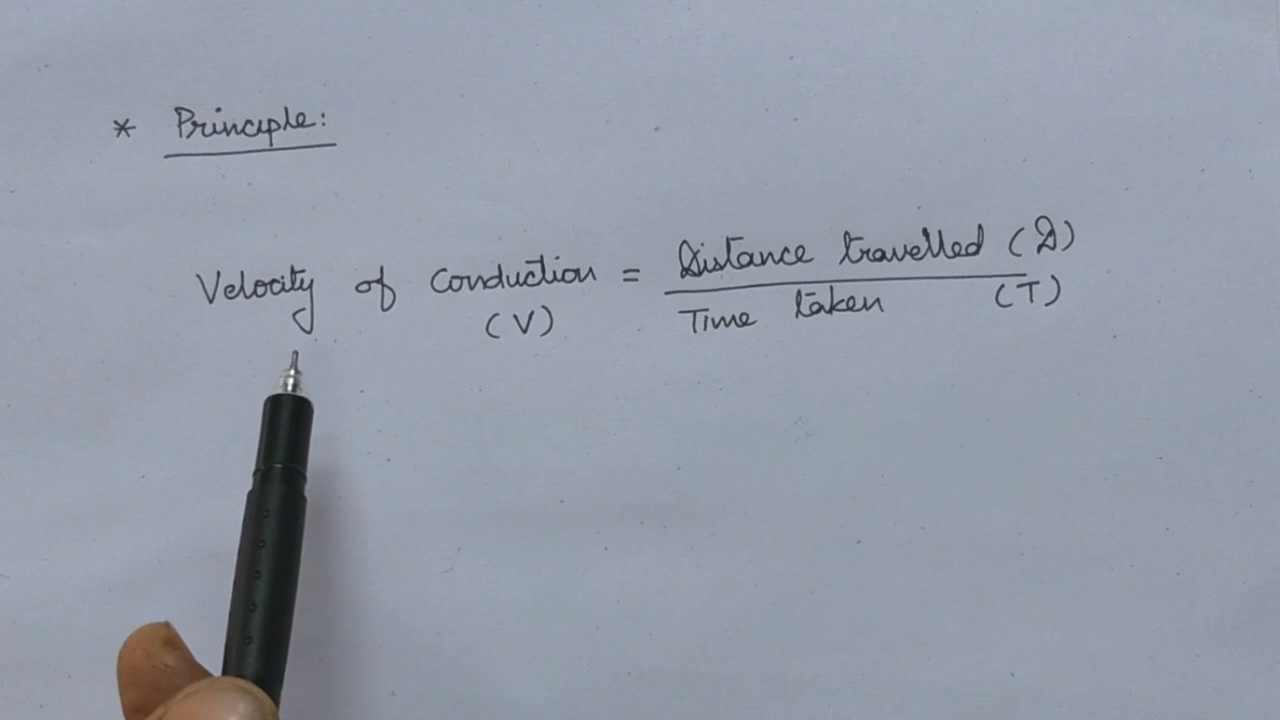 * Principle:
Velocity of Conduction = Distance travelled (D)
(V) Time taken (T)